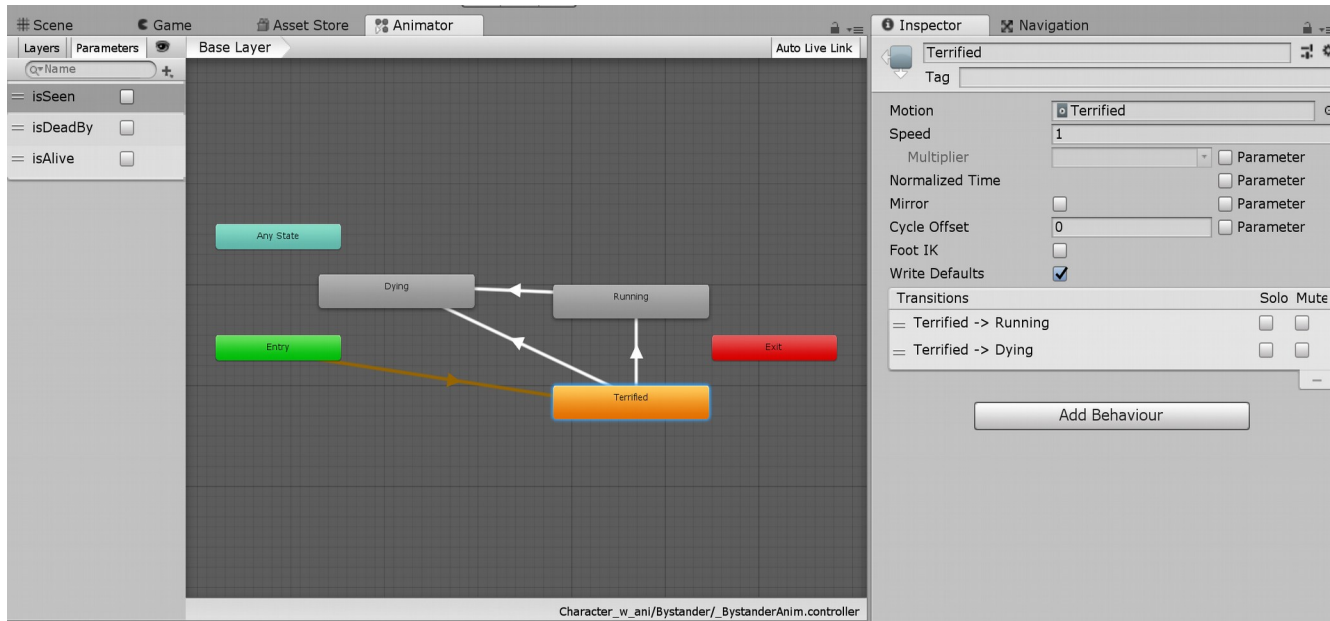 Scene Game Asset Store Animator Inspector Navigation
Layers Parameters Base Layer Auto Live Link Terrified
Name Tag
isSeen
isDeadBy
isAlive
Any State
Dying
Running
Entry
Exit
Terrified
Character_w_ani/Bystander/_BystanderAnim.controller
Motion Terrified
Speed 1
Multiplier Parameter
Normalized Time Parameter
Mirror Parameter
Cycle Offset 0 Parameter
Foot IK
Write Defaults
Transitions Solo Mute
Terrified -> Running
Terrified -> Dying
Add Behaviour